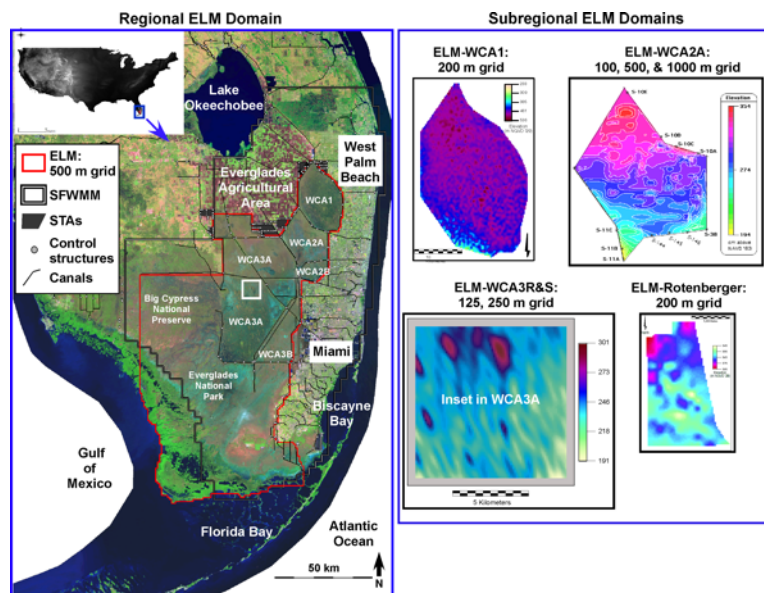 Regional ELM Domain
Lake
Okeechobee
ELM:
500 m grid
SFWMM
STAs
Control
structures
Canals
Everglades
Agricultural
Area
West
Palm
Beach
WCA1
WCA2A
WCA3A
WCA2B
Big Cypress
National
Preserve
WCA3A
WCA3B
Miami
Everglades
National
Park
Biscayne
Bay
Gulf
of
Mexico
Florida Bay
Atlantic
Ocean
50 km
N
Subregional ELM Domains
ELM-WCA1:
200 m grid
ELM-WCA2A:
100, 500, & 1000 m grid
S-10E
Elevation
354
S-10D
S-10C
S-10A
274
S-11C
S-11B
S-11A
S-38
194
ELM-WCA3R&S:
125, 250 m grid
Inset in WCA3A
301
273
246
218
191
5 Kilometers
ELM-Rotenberger:
200 m grid